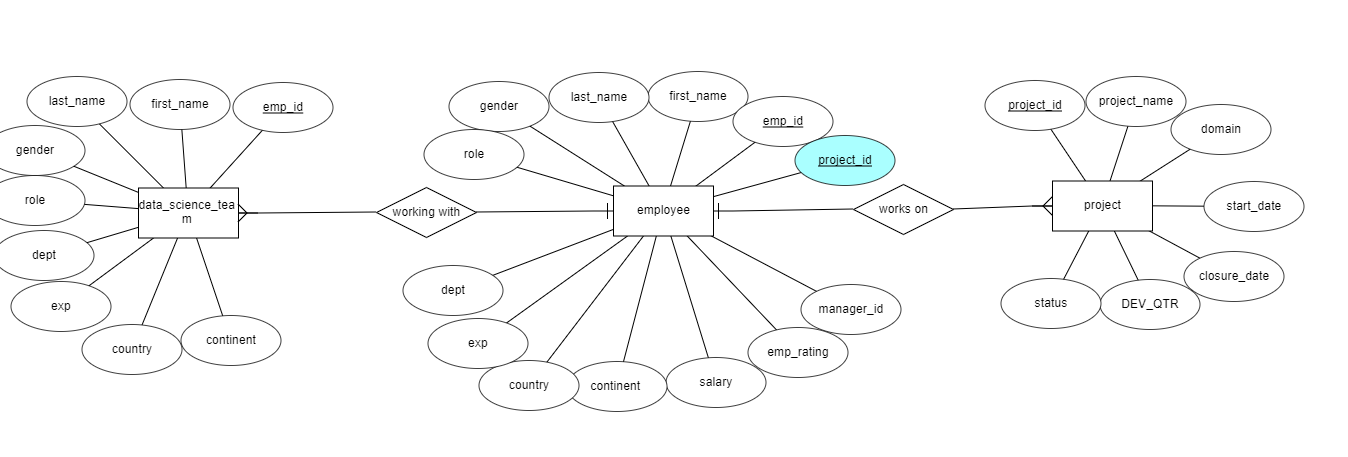 last_name
first_name
emp_id
gender
role
dept
exp
country
continent
data_science_tea
m
working with
gender
last_name
first_name
emp_id
project_id
role
employee
dept
exp
country
continent
salary
emp_rating
manager_id
works on
project_id
project_name
domain
start_date
closure_date
DEV_QTR
status
project